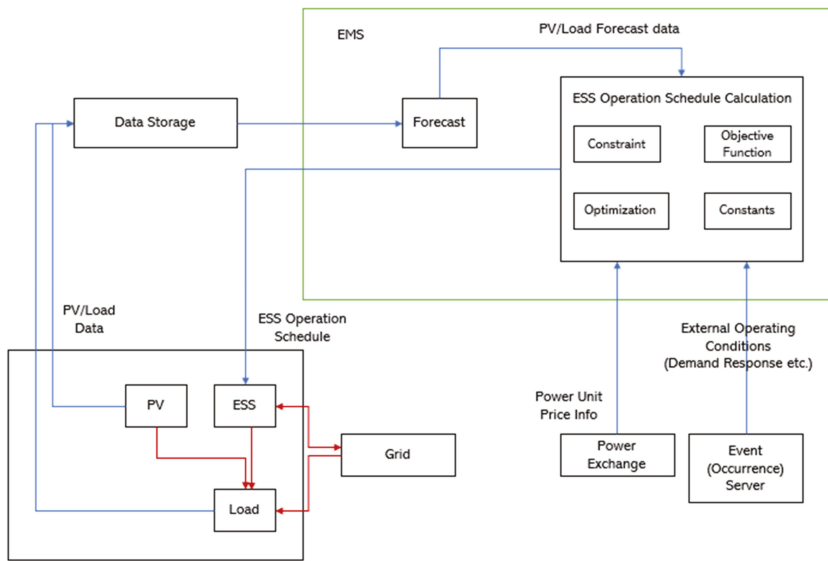 EMS
PV/Load Forecast data
ESS Operation Schedule Calculation
Data Storage
Forecast
Constraint
Objective
Function
Optimization
Constants
PV/Load
Data
ESS Operation
Schedule
External Operating
Conditions
(Demand Response etc.)
PV
ESS
Power Unit
Price Info
Grid
Power
Exchange
Event
(Occurrence)
Server
Load